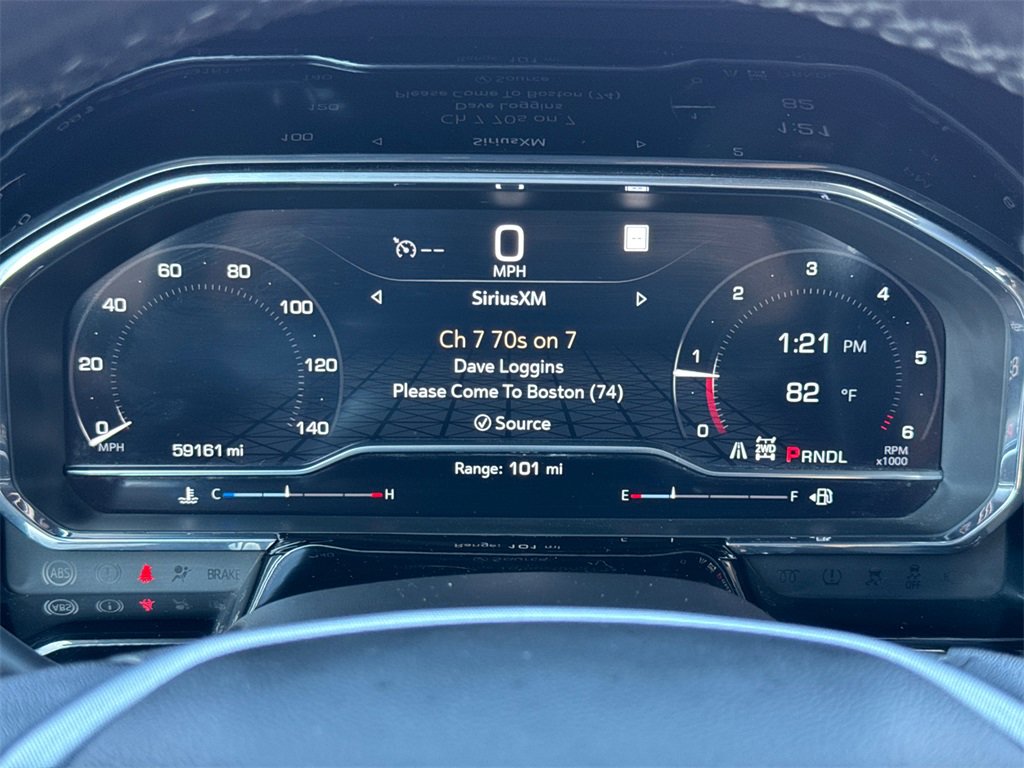 --
0
MPH
SiriusXM
Ch 7 70s on 7
Dave Loggins
Please Come To Boston (74)
Source
0
20
40
60
80
100
120
140
MPH
59161 mi
0
1
2
3
4
5
6
1:21 PM
82 °F
2WD
PRNDL
RPM
x1000
Range: 101 mi
C H
E F
ABS
BRAKE
OFF